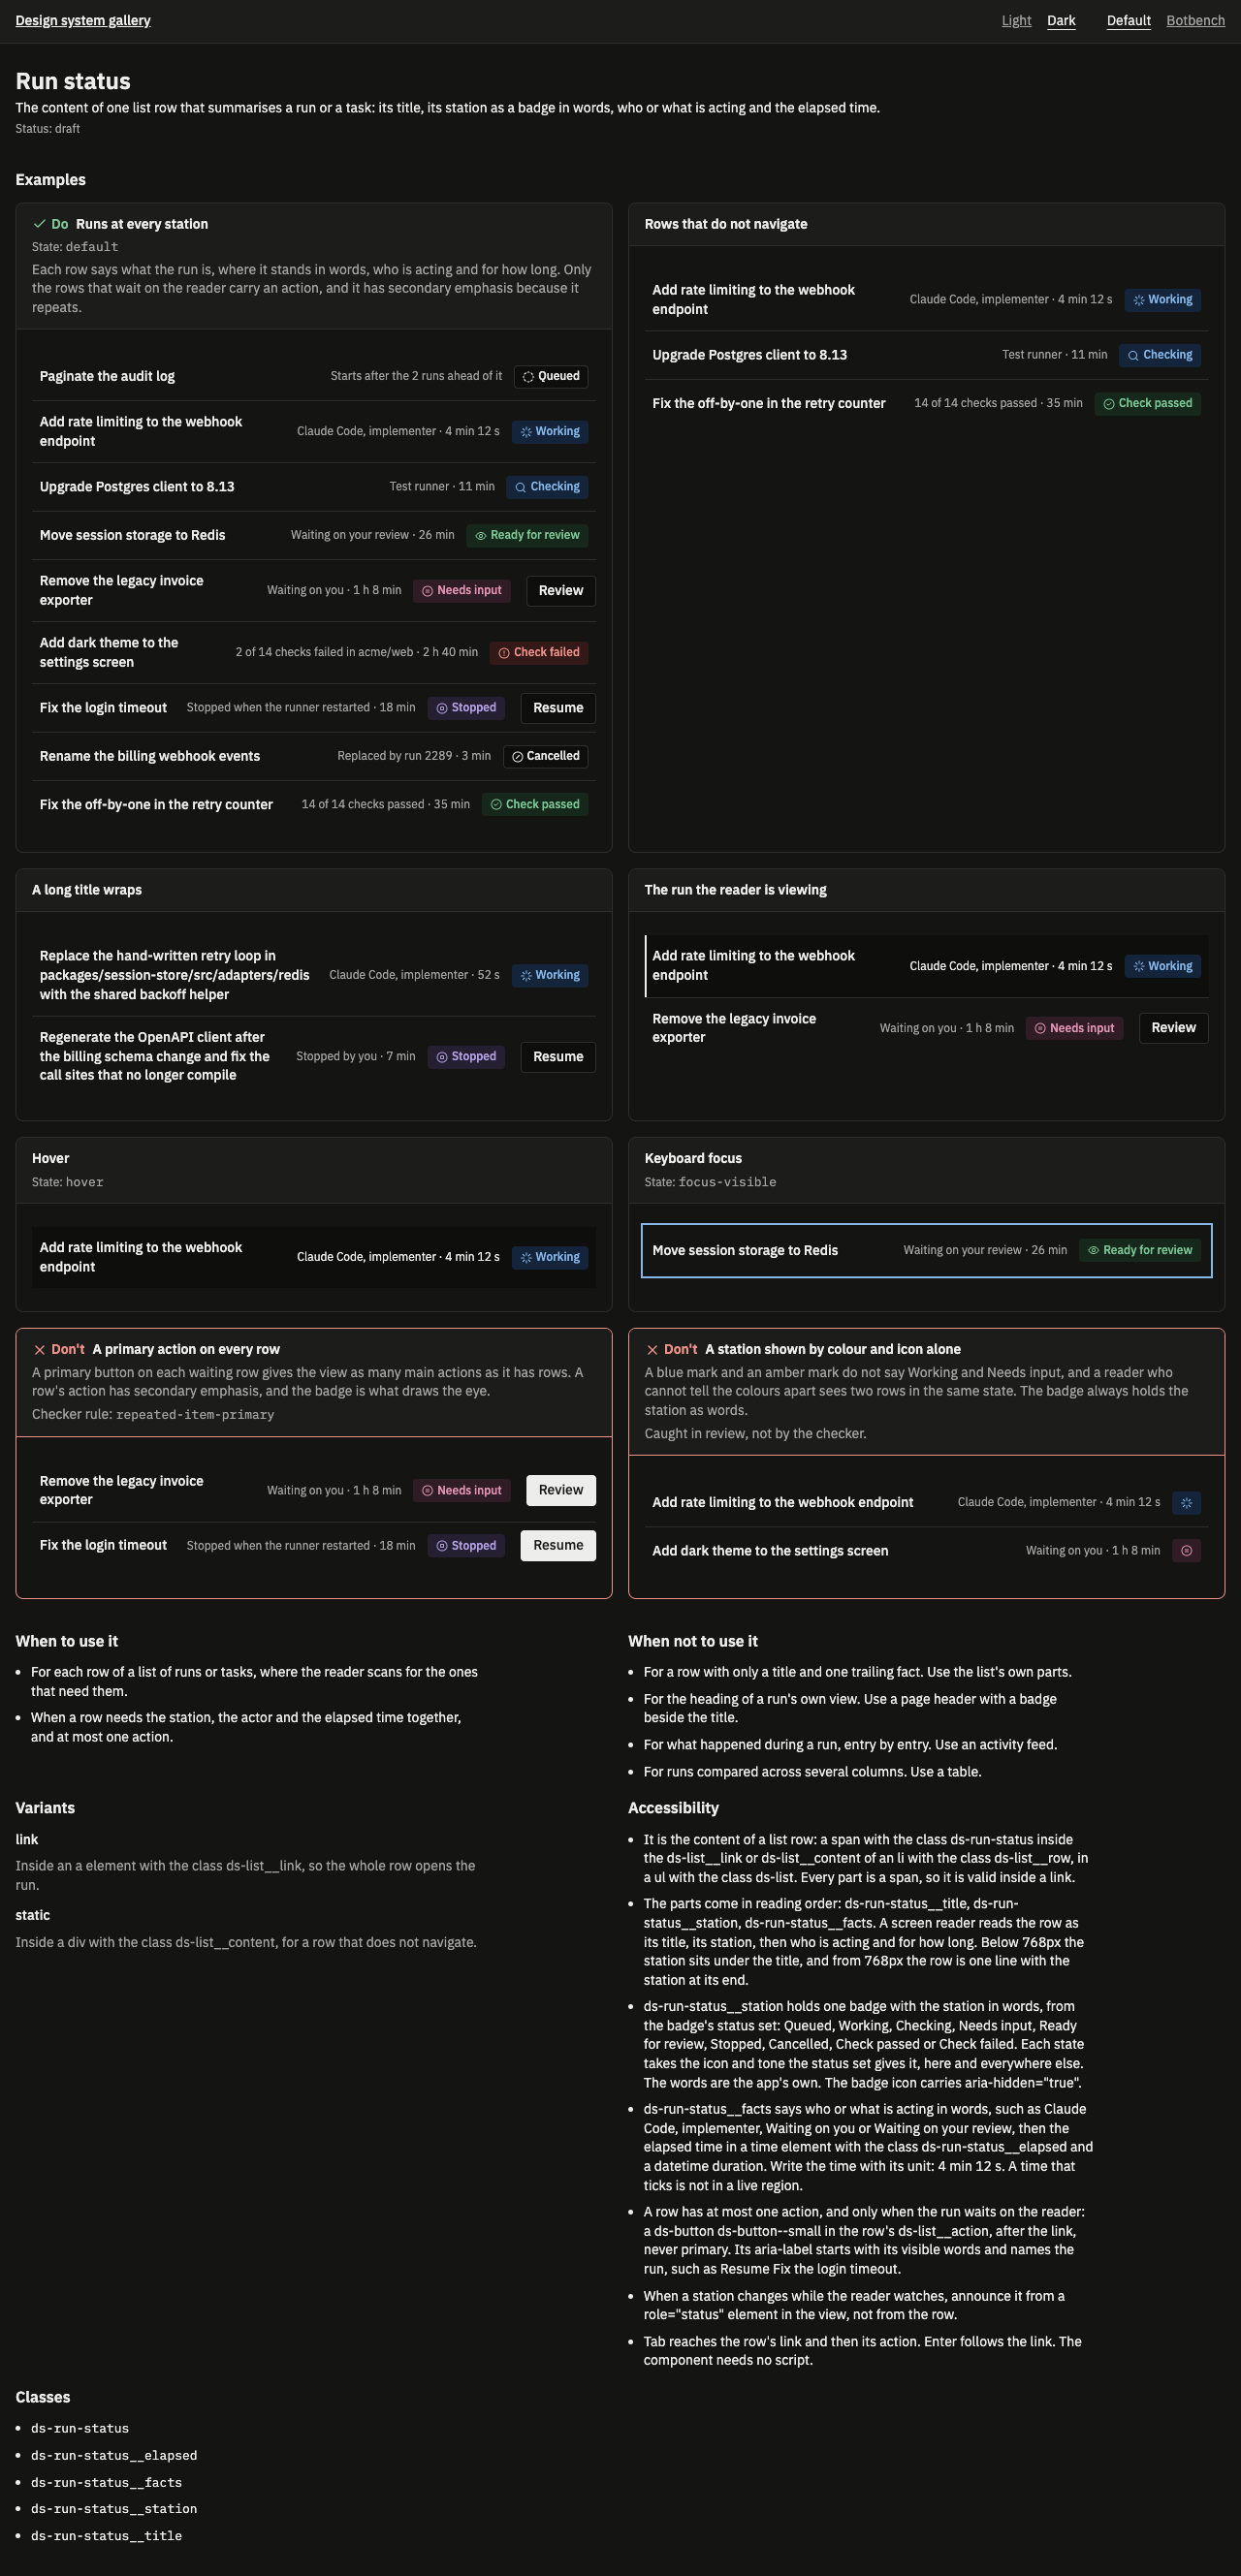 Design system gallery
Light Dark Default Botbench
Run status
The content of one list row that summarises a run or a task: its title, its station as a badge in words, who or what is acting and the elapsed time.
Status: draft
Examples
Do Runs at every station
State: default
Each row says what the run is, where it stands in words, who is acting and for how long. Only
the rows that wait on the reader carry an action, and it has secondary emphasis because it
repeats.
Paginate the audit log Starts after the 2 runs ahead of it Queued
Add rate limiting to the webhook
endpoint
Claude Code, implementer · 4 min 12 s Working
Upgrade Postgres client to 8.13 Test runner · 11 min Checking
Move session storage to Redis Waiting on your review · 26 min Ready for review
Remove the legacy invoice
exporter
Waiting on you · 1 h 8 min Needs input Review
Add dark theme to the
settings screen
2 of 14 checks failed in acme/web · 2 h 40 min Check failed
Fix the login timeout Stopped when the runner restarted · 18 min Stopped Resume
Rename the billing webhook events Replaced by run 2289 · 3 min Cancelled
Fix the off-by-one in the retry counter 14 of 14 checks passed · 35 min Check passed
Rows that do not navigate
Add rate limiting to the webhook
endpoint
Claude Code, implementer · 4 min 12 s Working
Upgrade Postgres client to 8.13 Test runner · 11 min Checking
Fix the off-by-one in the retry counter 14 of 14 checks passed · 35 min Check passed
A long title wraps
Replace the hand-written retry loop in
packages/session-store/src/adapters/redis
with the shared backoff helper
Claude Code, implementer · 52 s Working
Regenerate the OpenAPI client after
the billing schema change and fix the
call sites that no longer compile
Stopped by you · 7 min Stopped Resume
The run the reader is viewing
Add rate limiting to the webhook
endpoint
Claude Code, implementer · 4 min 12 s Working
Remove the legacy invoice
exporter
Waiting on you · 1 h 8 min Needs input Review
Hover
State: hover
Add rate limiting to the webhook
endpoint
Claude Code, implementer · 4 min 12 s Working
Keyboard focus
State: focus-visible
Move session storage to Redis Waiting on your review · 26 min Ready for review
Don't A primary action on every row
A primary button on each waiting row gives the view as many main actions as it has rows. A
row's action has secondary emphasis, and the badge is what draws the eye.
Checker rule: repeated-item-primary
Remove the legacy invoice
exporter
Waiting on you · 1 h 8 min Needs input Review
Fix the login timeout Stopped when the runner restarted · 18 min Stopped Resume
Don't A station shown by colour and icon alone
A blue mark and an amber mark do not say Working and Needs input, and a reader who
cannot tell the colours apart sees two rows in the same state. The badge always holds the
station as words.
Caught in review, not by the checker.
Add rate limiting to the webhook endpoint Claude Code, implementer · 4 min 12 s
Add dark theme to the settings screen Waiting on you · 1 h 8 min
When to use it
For each row of a list of runs or tasks, where the reader scans for the ones
that need them.
When a row needs the station, the actor and the elapsed time together,
and at most one action.
When not to use it
For a row with only a title and one trailing fact. Use the list's own parts.
For the heading of a run's own view. Use a page header with a badge
beside the title.
For what happened during a run, entry by entry. Use an activity feed.
For runs compared across several columns. Use a table.
Variants
link
Inside an a element with the class ds-list__link, so the whole row opens the
run.
static
Inside a div with the class ds-list__content, for a row that does not navigate.
Accessibility
It is the content of a list row: a span with the class ds-run-status inside
the ds-list__link or ds-list__content of an li with the class ds-list__row, in
a ul with the class ds-list. Every part is a span, so it is valid inside a link.
The parts come in reading order: ds-run-status__title, ds-run-
status__station, ds-run-status__facts. A screen reader reads the row as
its title, its station, then who is acting and for how long. Below 768px the
station sits under the title, and from 768px the row is one line with the
station at its end.
ds-run-status__station holds one badge with the station in words, from
the badge's status set: Queued, Working, Checking, Needs input, Ready
for review, Stopped, Cancelled, Check passed or Check failed. Each state
takes the icon and tone the status set gives it, here and everywhere else.
The words are the app's own. The badge icon carries aria-hidden="true".
ds-run-status__facts says who or what is acting in words, such as Claude
Code, implementer, Waiting on you or Waiting on your review, then the
elapsed time in a time element with the class ds-run-status__elapsed and
a datetime duration. Write the time with its unit: 4 min 12 s. A time that
ticks is not in a live region.
A row has at most one action, and only when the run waits on the reader:
a ds-button ds-button--small in the row's ds-list__action, after the link,
never primary. Its aria-label starts with its visible words and names the
run, such as Resume Fix the login timeout.
When a station changes while the reader watches, announce it from a
role="status" element in the view, not from the row.
Tab reaches the row's link and then its action. Enter follows the link. The
component needs no script.
Classes
ds-run-status
ds-run-status__elapsed
ds-run-status__facts
ds-run-status__station
ds-run-status__title